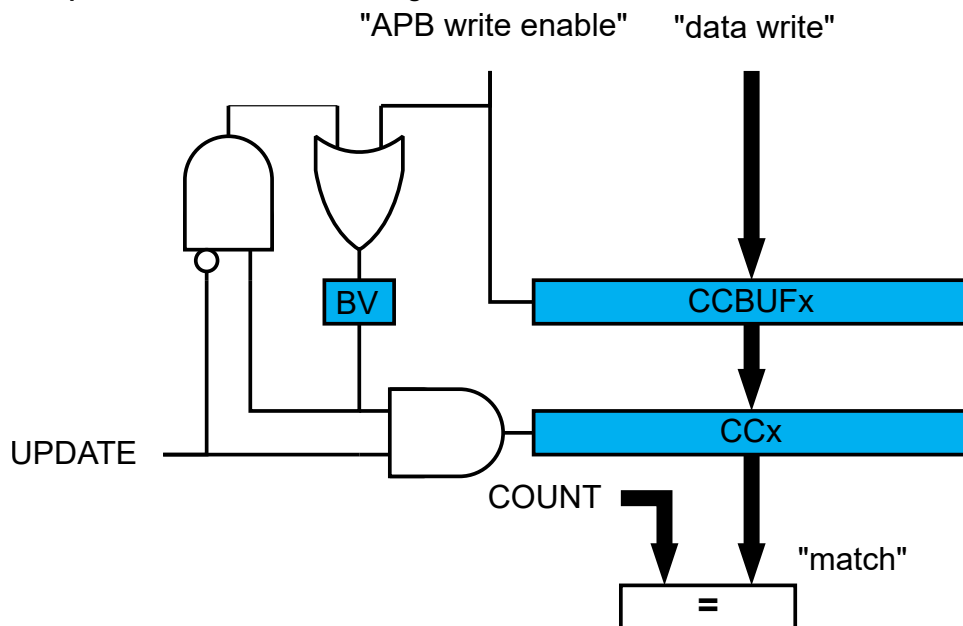 "APB write enable" "data write"
BV
CCBUFx
CCx
UPDATE
COUNT
"match"
=